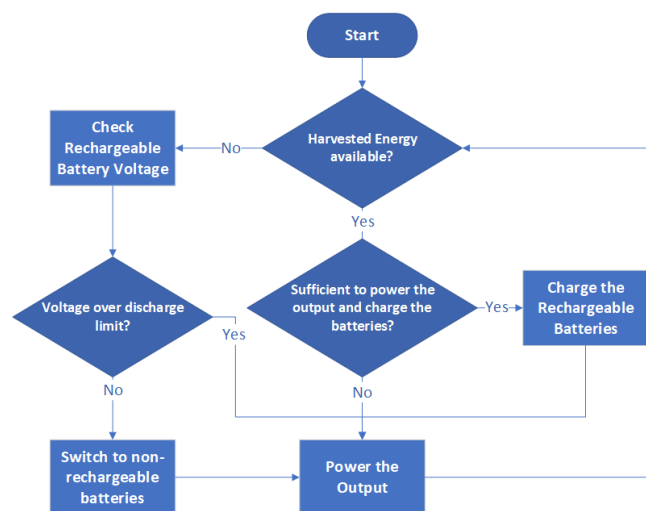 Start
Harvested Energy
available?
No
Check
Rechargeable
Battery Voltage
Yes
Sufficient to power the
output and charge the
batteries?
Yes
Charge the
Rechargeable
Batteries
Voltage over discharge
limit?
Yes
No
No
Switch to non-
rechargeable
batteries
Power the
Output